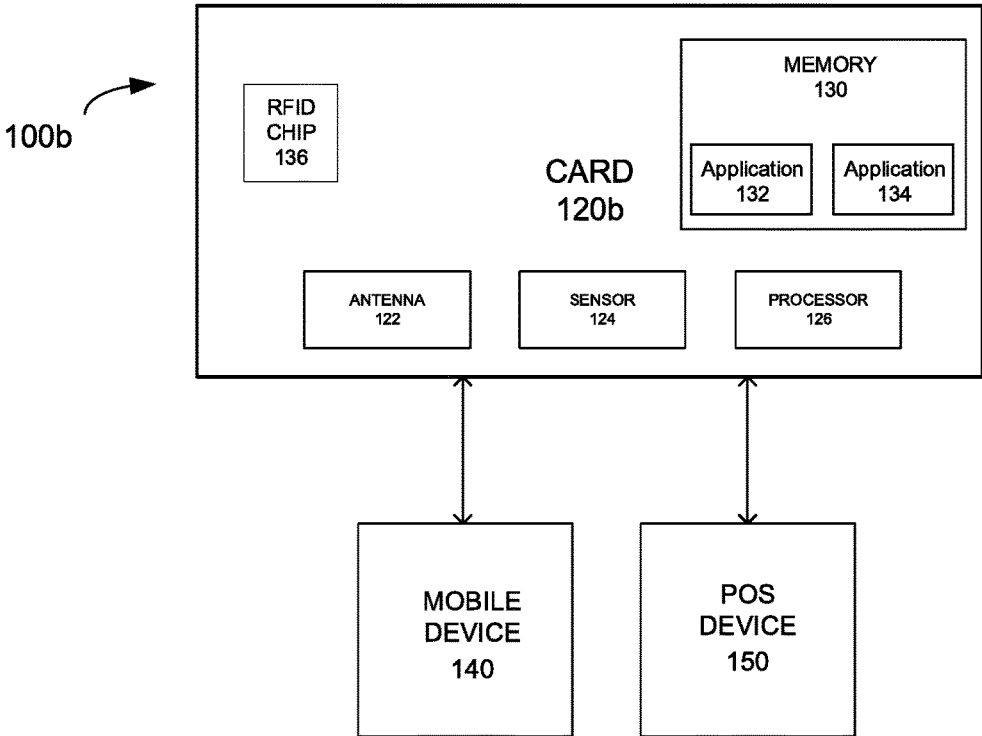 100b
RFID
CHIP
136
CARD
120b
MEMORY
130
Application
132
Application
134
ANTENNA
122
SENSOR
124
PROCESSOR
126
MOBILE
DEVICE
140
POS
DEVICE
150